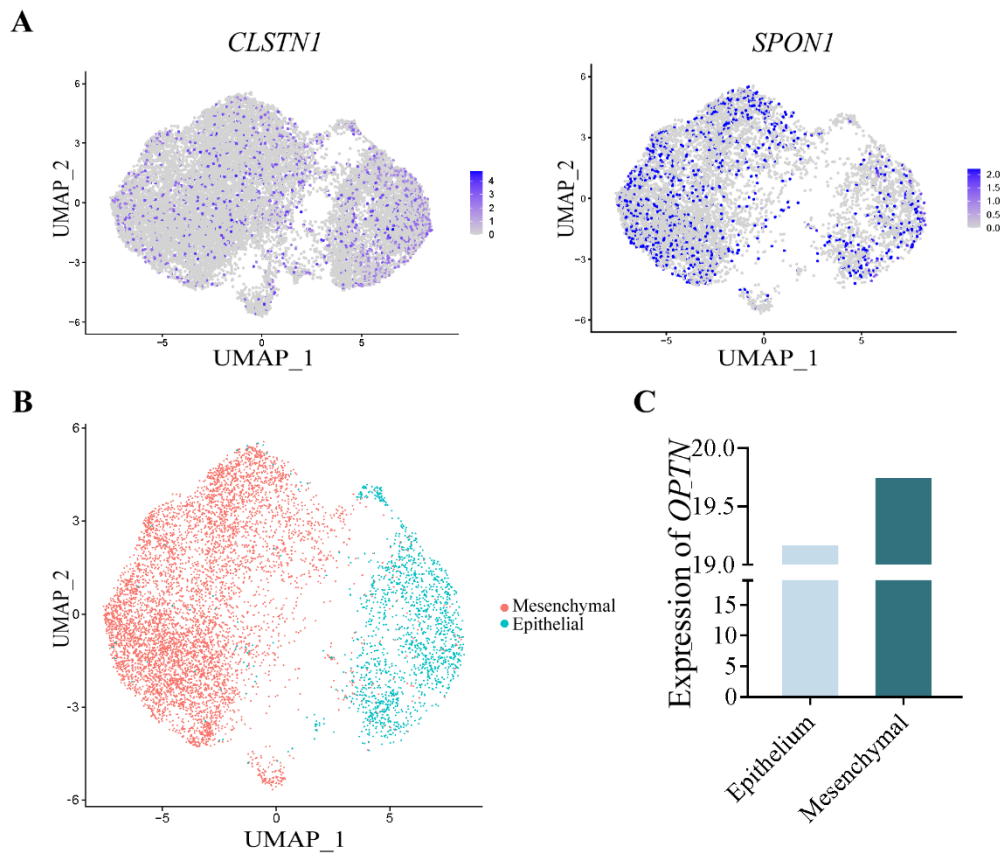 A
CLSTN1
SPON1
6
3
0
-3
-6
UMAP_2
-5
0
5
UMAP_1
4
3
2
1
0
6
3
0
-3
-6
UMAP_2
-5
0
5
UMAP_1
2.0
1.5
1.0
0.5
0.0
B
6
3
0
-3
-6
UMAP_2
-5
0
5
UMAP_1
Mesenchymal
Epithelial
C
Expression of OPTN
20.0
19.5
19.0
15
10
5
0
Epithelium
Mesenchymal